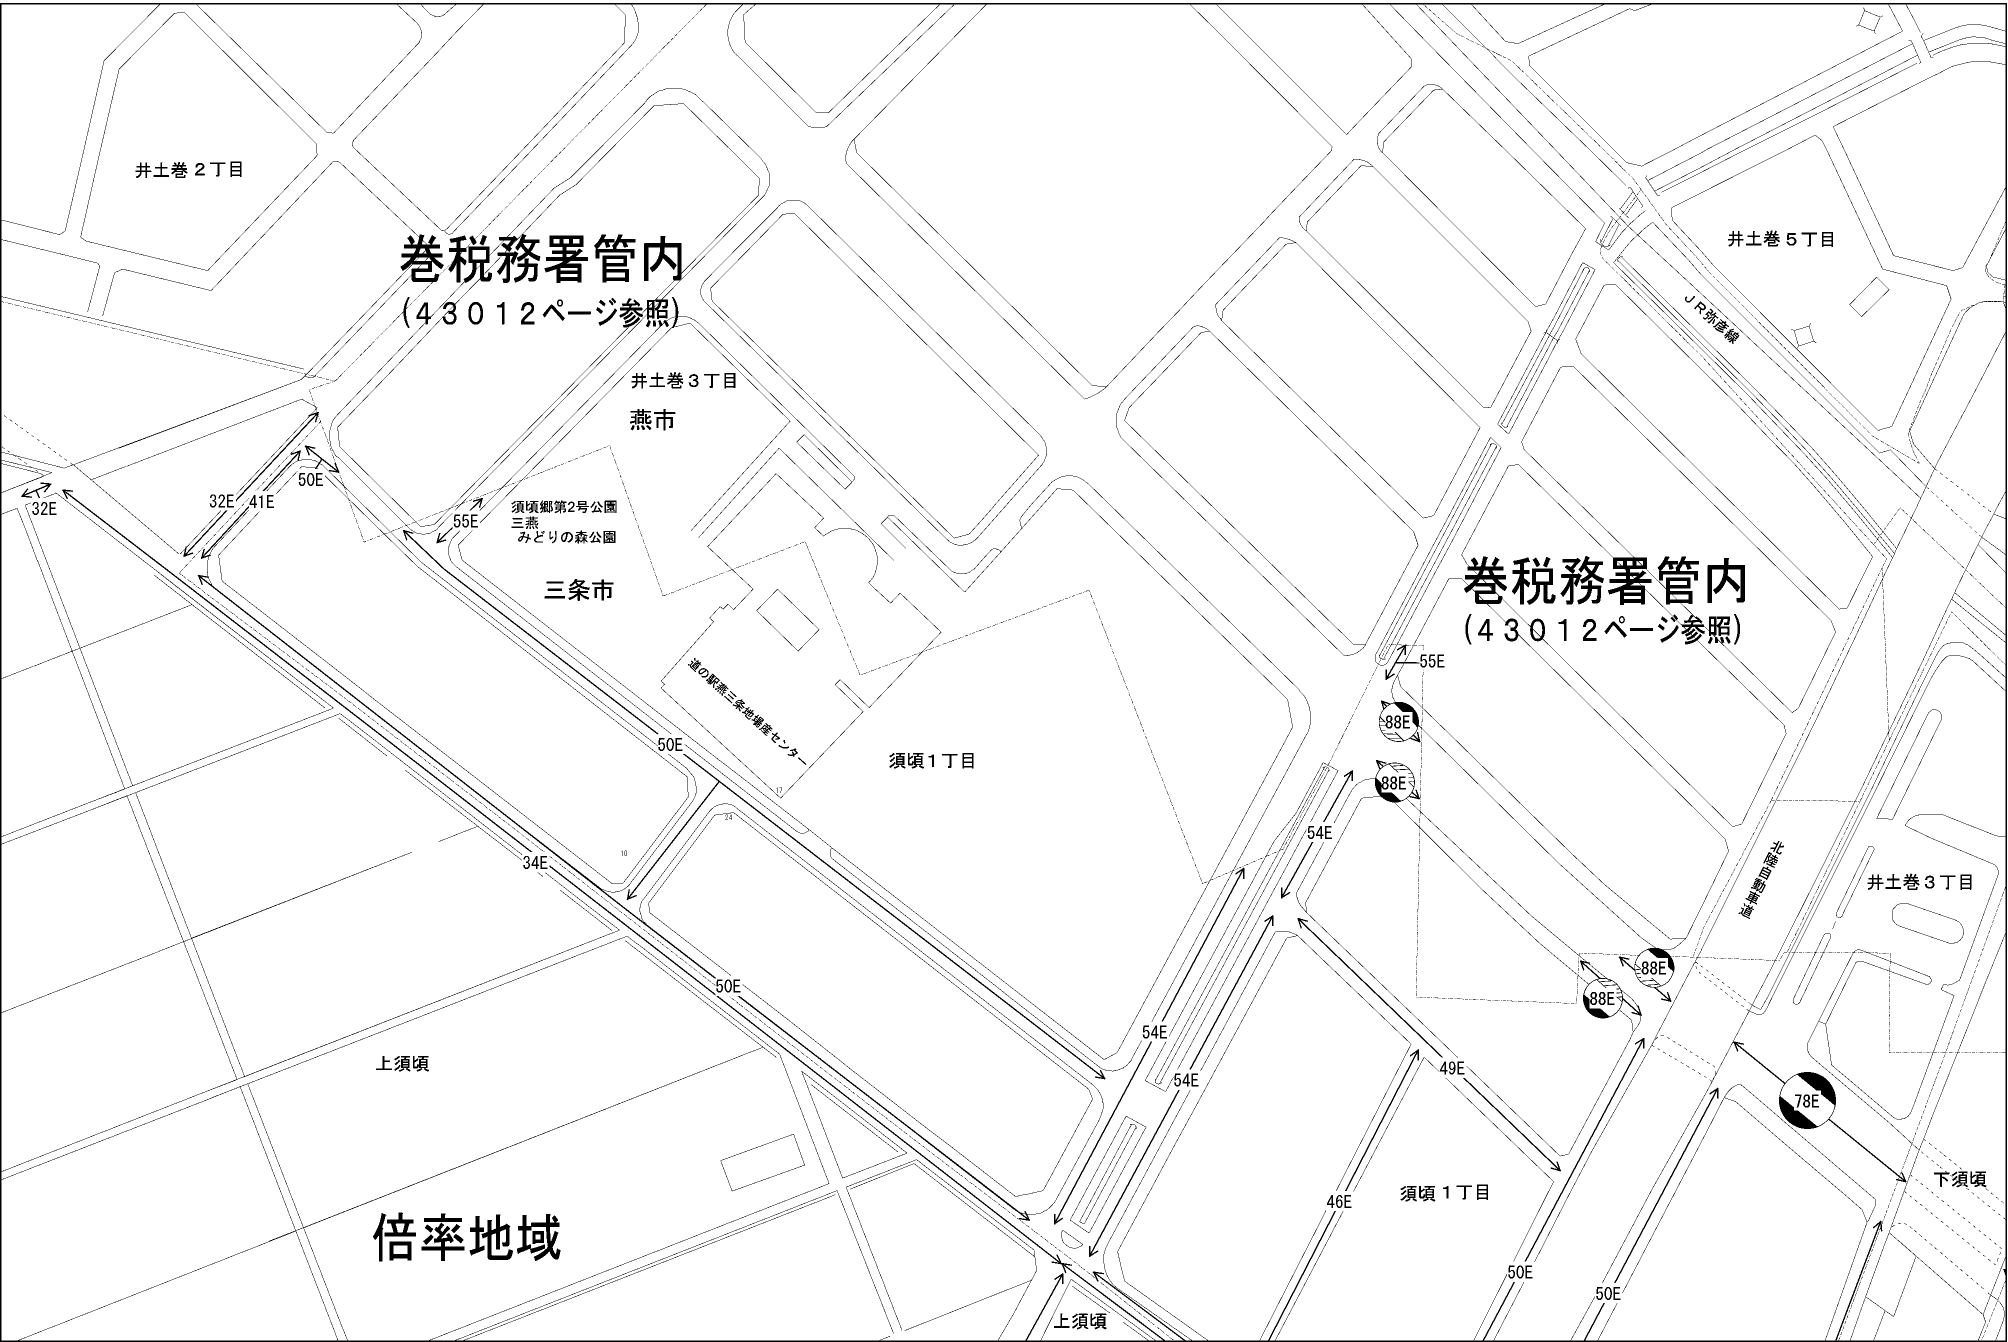 井土巻２丁目
巻税務署管内
(４３０１２ページ参照)
井土巻５丁目
ＪＲ弥彦線
井土巻３丁目
燕市
32E
41E
50E
32E
55E
須頃郷第2号公園
三燕
みどりの森公園
三条市
巻税務署管内
(４３０１２ページ参照)
55E
88E
88E
道の駅燕三条地場産センター
50E
須頃１丁目
17
24
10
34E
54E
北陸自動車道
井土巻３丁目
88E
88E
50E
54E
54E
49E
78E
上須頃
46E
須頃１丁目
下須頃
倍率地域
50E
50E
上須頃